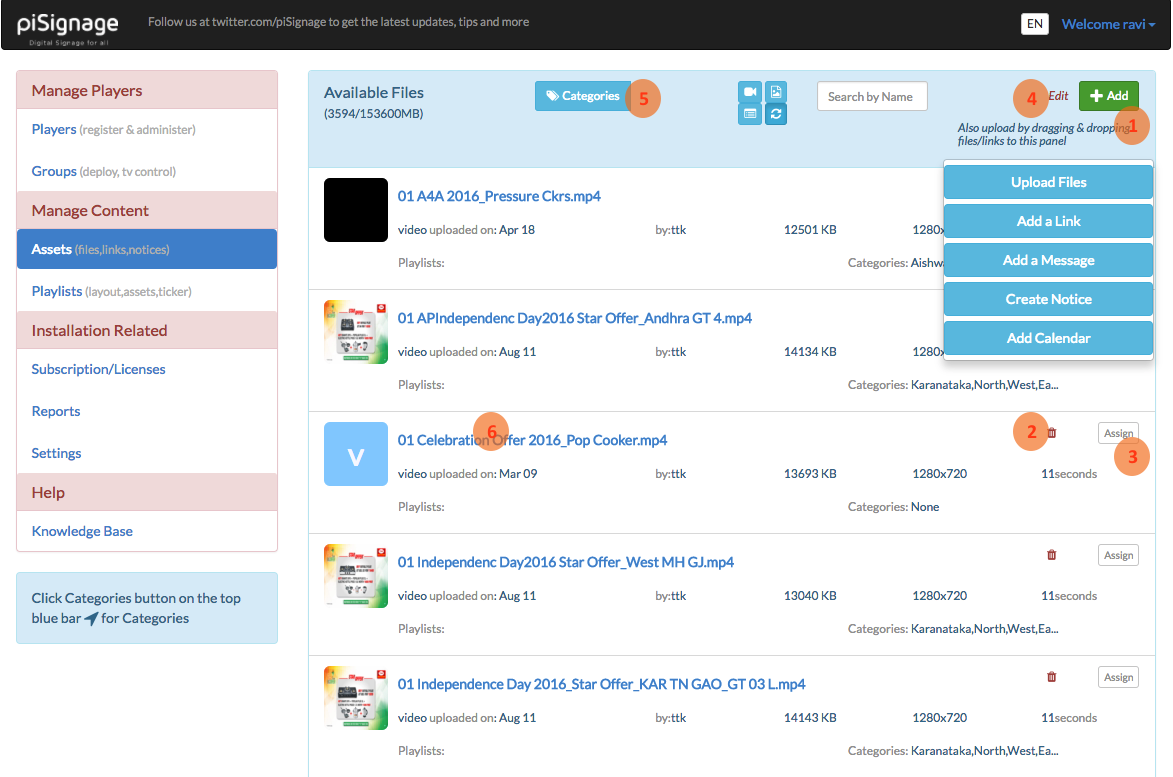 piSignage
Digital Signage for all
Follow us at twitter.com/piSignage to get the latest updates, tips and more
EN
Welcome ravi
Manage Players
Players (register & administer)
Groups (deploy, tv control)
Manage Content
Assets (files,links,notices)
Playlists (layout,assets,ticker)
Installation Related
Subscription/Licenses
Reports
Settings
Help
Knowledge Base
Click Categories button on the top
blue bar for Categories
Available Files
(3594/153600MB)
Categories
5
Search by Name
4
Edit
Add
1
Also upload by dragging & dropping
files/links to this panel
Upload Files
Add a Link
Add a Message
Create Notice
Add Calendar
01 A4A 2016_Pressure Ckrs.mp4
video uploaded on: Apr 18 by:ttk 12501 KB 1280x
Playlists: Categories: Aishw
01 APIndependenc Day2016 Star Offer_Andhra GT 4.mp4
video uploaded on: Aug 11 by:ttk 14134 KB 1280x
Playlists: Categories: Karanataka,North,West,Ea...
V
6
01 Celebration Offer 2016_Pop Cooker.mp4
2
Assign
3
video uploaded on: Mar 09 by:ttk 13693 KB 1280x720 11seconds
Playlists: Categories: None
01 Independenc Day2016 Star Offer_West MH GJ.mp4
Assign
video uploaded on: Aug 11 by:ttk 13040 KB 1280x720 11seconds
Playlists: Categories: Karanataka,North,West,Ea...
01 Independence Day 2016_Star Offer_KAR TN GAO_GT 03 L.mp4
Assign
video uploaded on: Aug 11 by:ttk 14143 KB 1280x720 11seconds
Playlists: Categories: Karanataka,North,West,Ea...